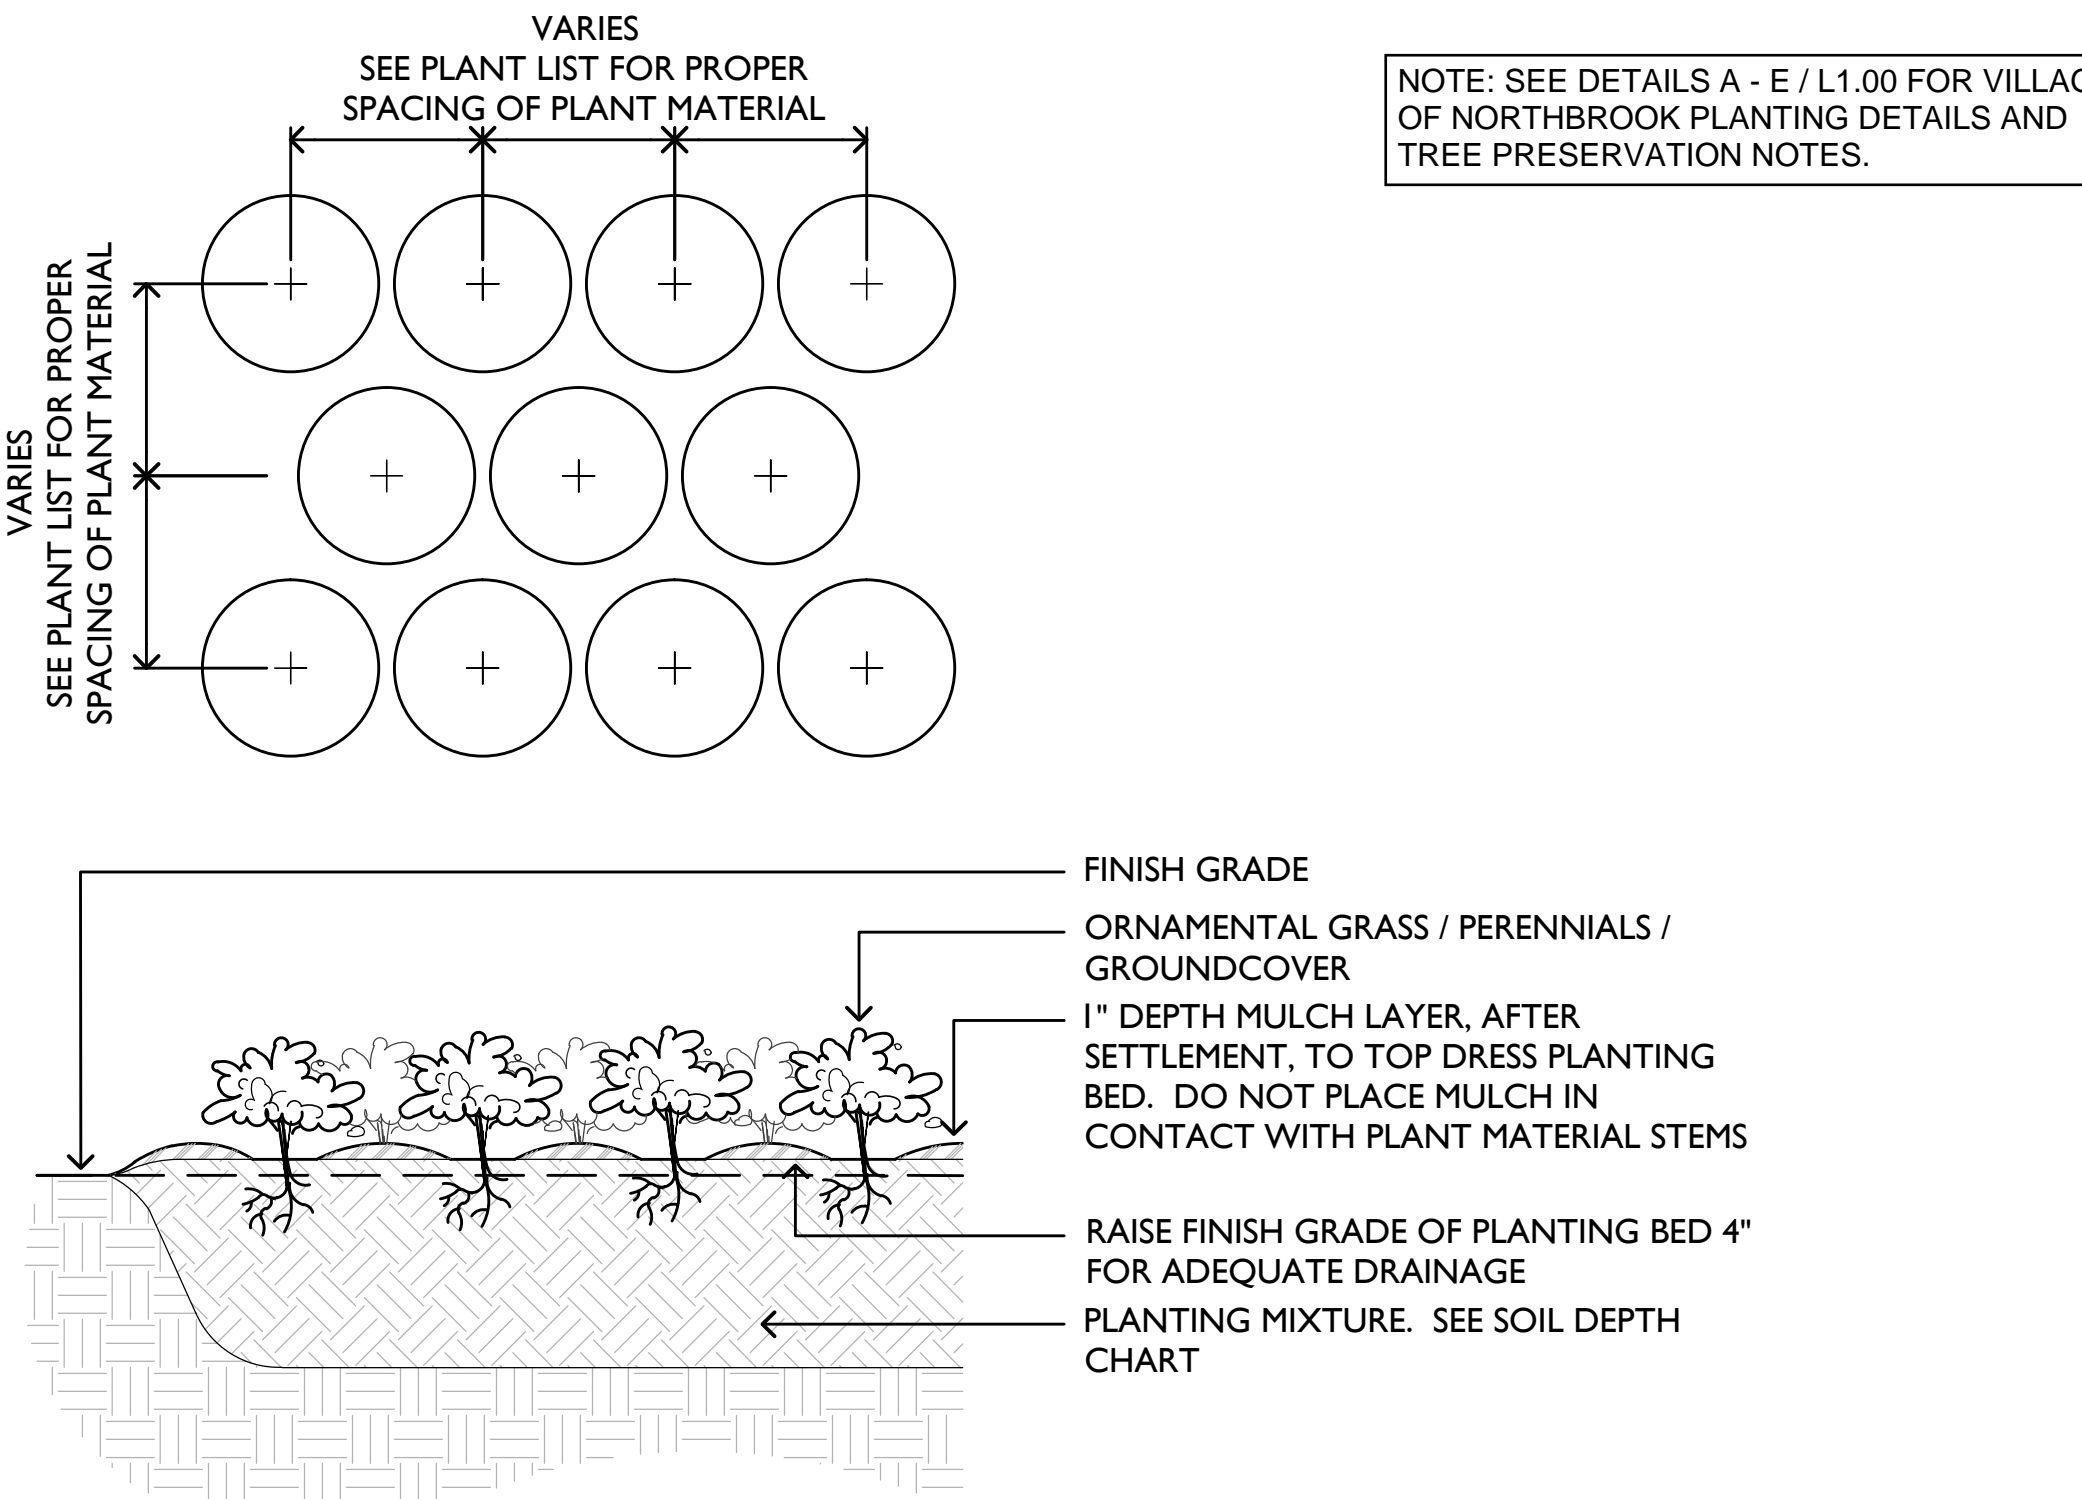 VARIES
SEE PLANT LIST FOR PROPER
SPACING OF PLANT MATERIAL
NOTE: SEE DETAILS A - E / L1.00 FOR
OF NORTHBROOK PLANTING DETAILS AND
TREE PRESERVATION NOTES.
VARIES
SEE PLANT LIST FOR PROPER
SPACING OF PLANT MATERIAL
FINISH GRADE
ORNAMENTAL GRASS / PERENNIALS /
GROUNDCOVER
1" DEPTH MULCH LAYER, AFTER
SETTLEMENT, TO TOP DRESS PLANTING
BED. DO NOT PLACE MULCH IN
CONTACT WITH PLANT MATERIAL STEMS
RAISE FINISH GRADE OF PLANTING BED 4"
FOR ADEQUATE DRAINAGE
PLANTING MIXTURE. SEE SOIL DEPTH
CHART